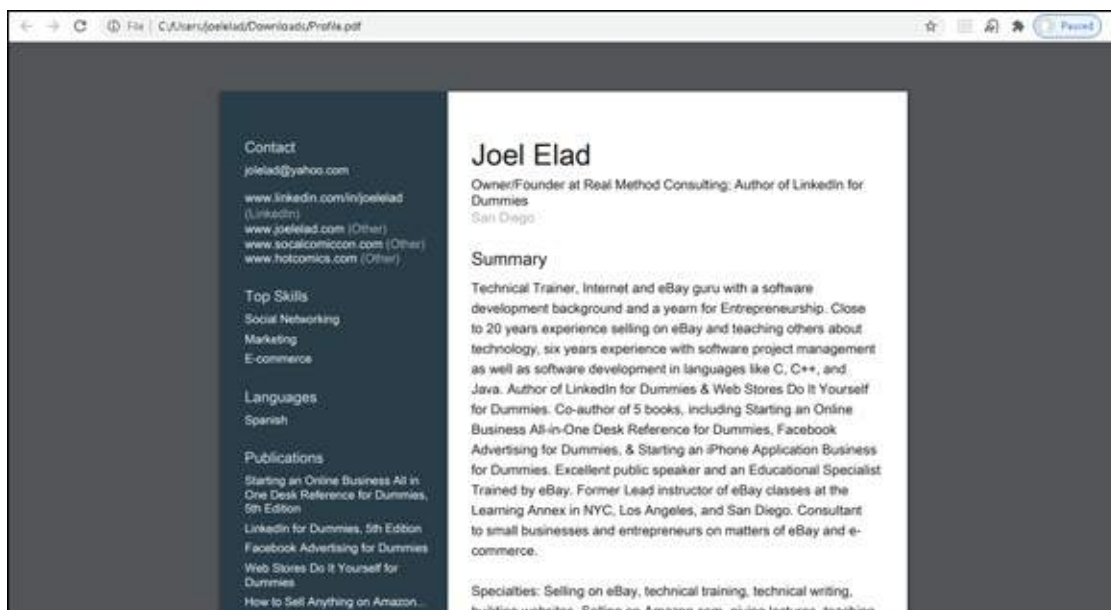 File | C:/Users/joelelad/Downloads/Profile.pdf
Paused
Contact
jolelad@yahoo.com
www.linkedin.com/in/joelelad
(LinkedIn)
www.joelelad.com (Other)
www.socalcomiccon.com (Other)
www.hotcomics.com (Other)
Top Skills
Social Networking
Marketing
E-commerce
Languages
Spanish
Publications
Starting an Online Business All in
One Desk Reference for Dummies,
5th Edition
LinkedIn for Dummies, 5th Edition
Facebook Advertising for Dummies
Web Stores Do It Yourself for
Dummies
How to Sell Anything on Amazon...
Joel Elad
Owner/Founder at Real Method Consulting; Author of LinkedIn for
Dummies
San Diego
Summary
Technical Trainer, Internet and eBay guru with a software
development background and a yearn for Entrepreneurship. Close
to 20 years experience selling on eBay and teaching others about
technology, six years experience with software project management
as well as software development in languages like C, C++, and
Java. Author of LinkedIn for Dummies & Web Stores Do It Yourself
for Dummies. Co-author of 5 books, including Starting an Online
Business All-in-One Desk Reference for Dummies, Facebook
Advertising for Dummies, & Starting an iPhone Application Business
for Dummies. Excellent public speaker and an Educational Specialist
Trained by eBay. Former Lead instructor of eBay classes at the
Learning Annex in NYC, Los Angeles, and San Diego. Consultant
to small businesses and entrepreneurs on matters of eBay and e-
commerce.
Specialties: Selling on eBay, technical training, technical writing,
building websites, Selling on Amazon.com, giving lectures, teaching